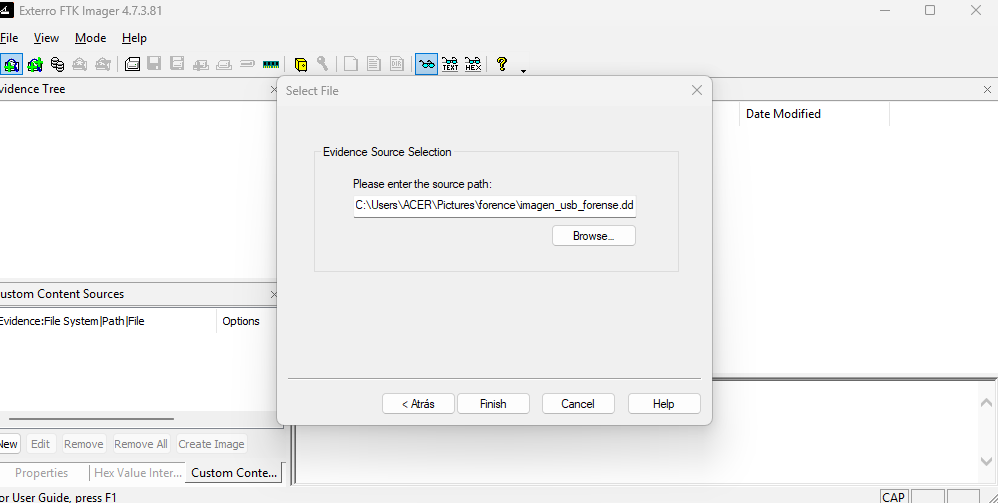 Exterro FTK Imager 4.7.3.81
File View Mode Help
TEXT HEX
vidence Tree
Select File
Date Modified
Evidence Source Selection
Please enter the source path:
C:\Users\ACER\Pictures\forence\imagen_usb_forense.dd
Browse...
ustom Content Sources
Evidence:File System|Path|File Options
< Atrás Finish Cancel Help
New Edit Remove Remove All Create Image
Properties Hex Value Inter... Custom Conte...
or User Guide, press F1
CAP